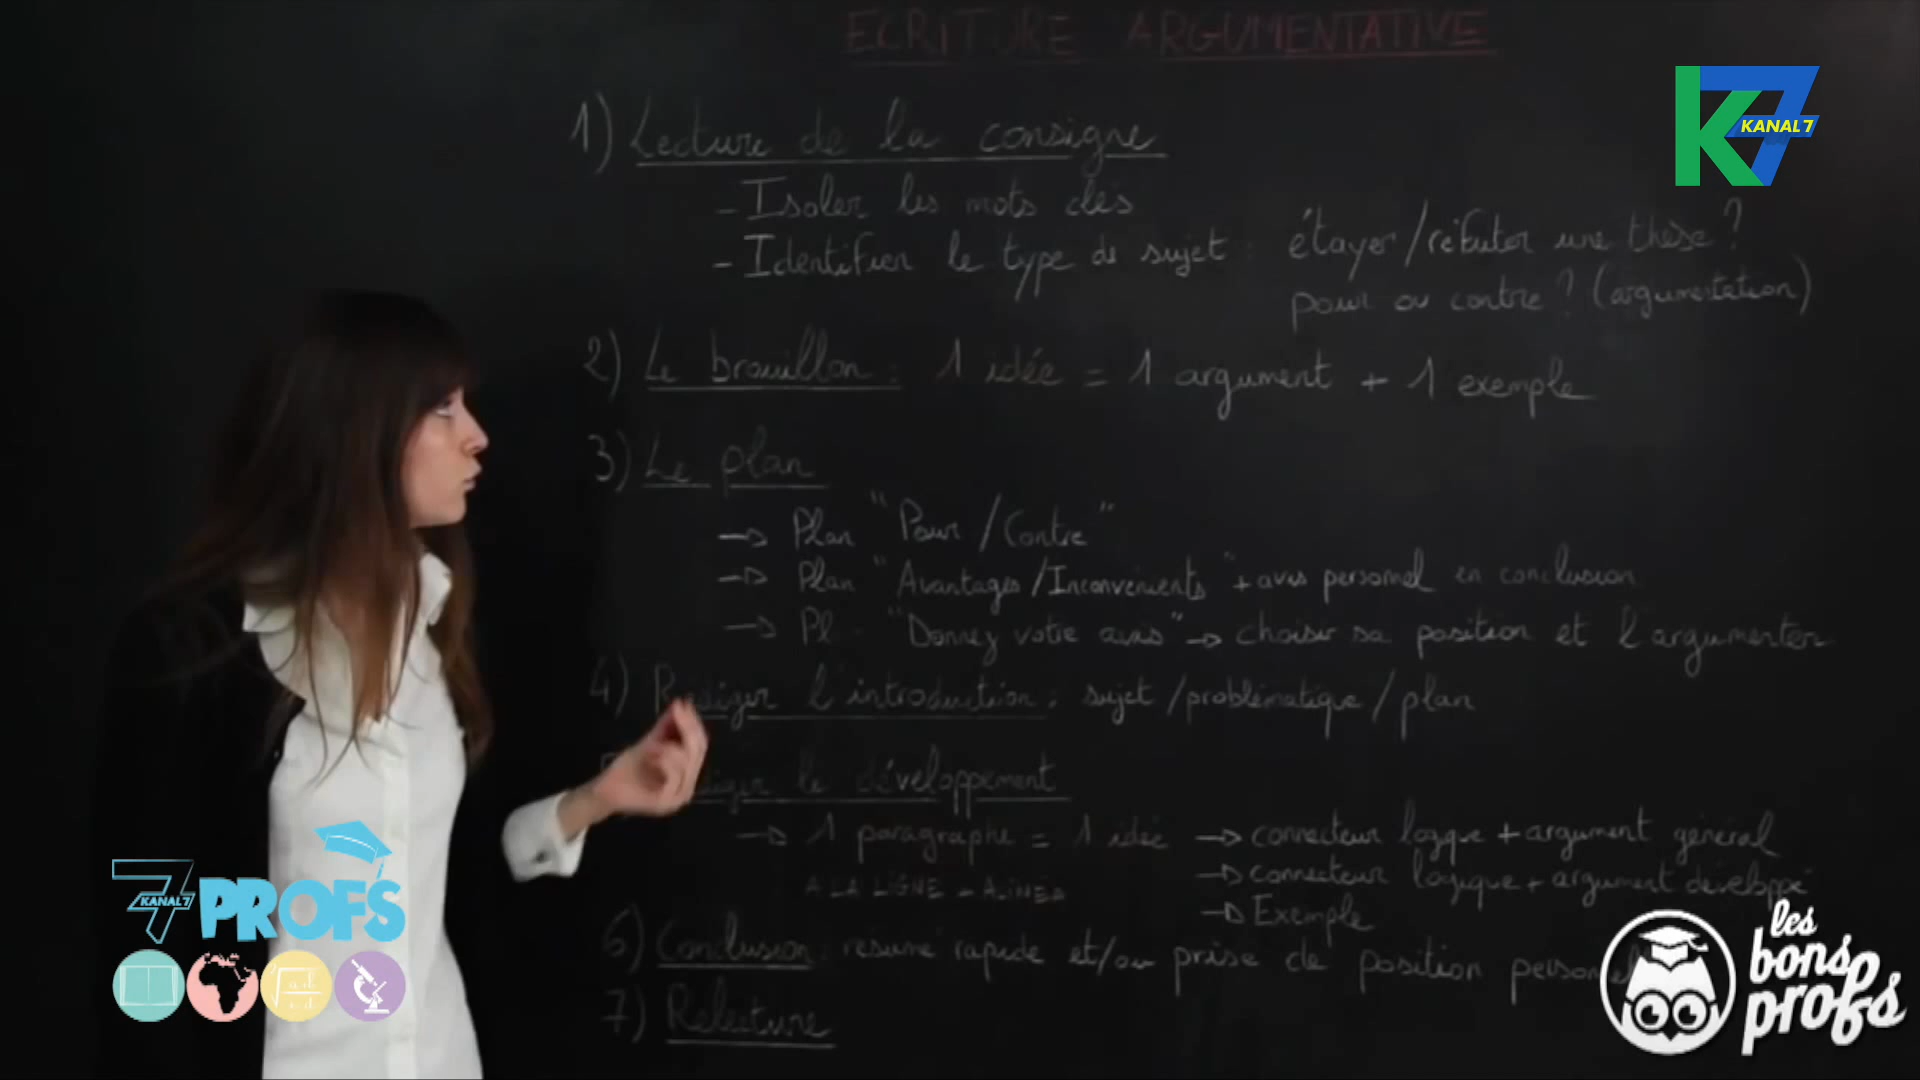 ECRITURE ARGUMENTATIVE
K7 KANAL 7
1) Lecture de la consigne
- Isoler les mots clés
- Identifier le type de sujet : étayer/réfuter une thèse ?
pour ou contre ? (argumentation)
2) Le brouillon : 1 idée = 1 argument + 1 exemple
3) Le plan
→ Plan "Pour/Contre"
→ Plan "Avantages/Inconvénients" + avis personnel en conclusion
→ Pl "Donnez votre avis" → choisir sa position et l'argumenter
4) Rédiger l'introduction : sujet/problématique/plan
le développement
→ 1 paragraphe = 1 idée → connecteur logique + argument général
→ connecteur logique + argument développé
A LA LIGNE - ALINEA
→ Exemple
6) Conclusion : résumé rapide et/ou prise de position
7) Relecture
7 KANAL 7 PROFS
les bons profs